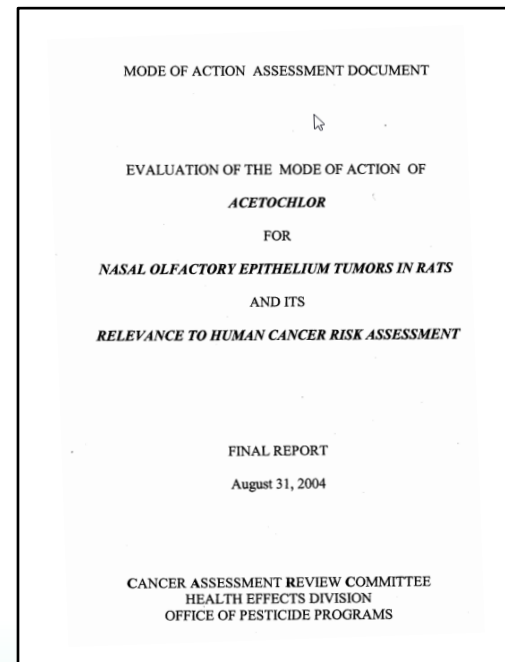 MODE OF ACTION ASSESSMENT DOCUMENT
EVALUATION OF THE MODE OF ACTION OF
ACETOCHLOR
FOR
NASAL OLFACTORY EPITHELIUM TUMORS IN RATS
AND ITS
RELEVANCE TO HUMAN CANCER RISK ASSESSMENT
FINAL REPORT
August 31, 2004
CANCER ASSESSMENT REVIEW COMMITTEE
HEALTH EFFECTS DIVISION
OFFICE OF PESTICIDE PROGRAMS